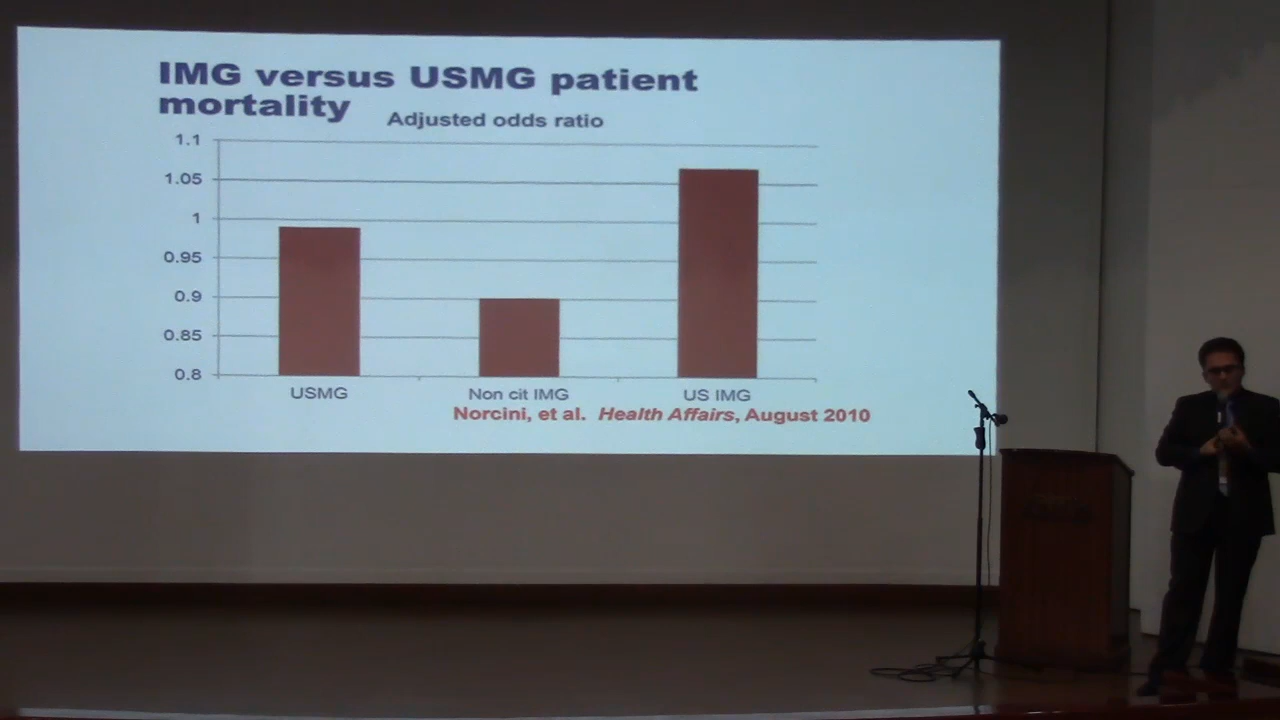 IMG versus USMG patient
mortality
Adjusted odds ratio
1.1
1.05
1
0.95
0.9
0.85
0.8
USMG Non cit IMG US IMG
Norcini, et al. Health Affairs, August 2010